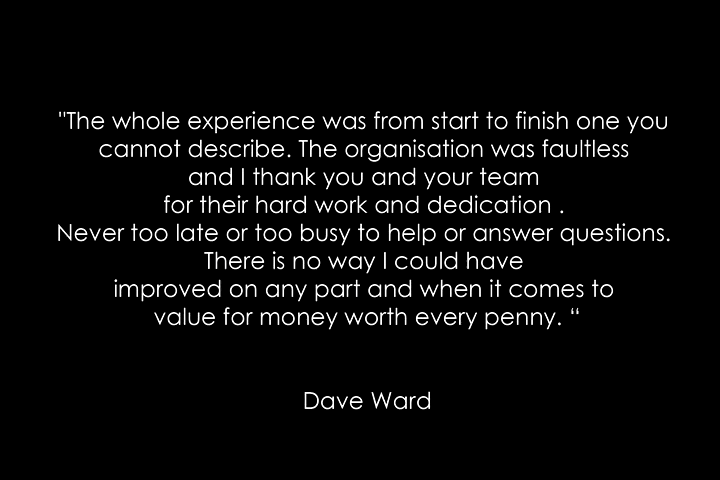 "The whole experience was from start to finish one you
cannot describe. The organisation was faultless
and I thank you and your team
for their hard work and dedication .
Never too late or too busy to help or answer questions.
There is no way I could have
improved on any part and when it comes to
value for money worth every penny. “
Dave Ward